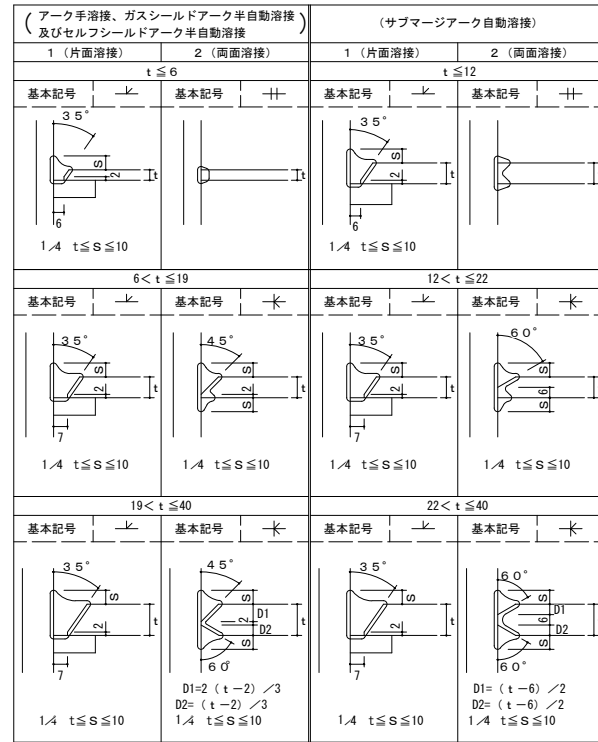 （アーク手溶接、ガスシールドアーク半自動溶接
及びセルフシールドアーク半自動溶接）
（サブマージアーク自動溶接）
1（片面溶接）
2（両面溶接）
1（片面溶接）
2（両面溶接）
t≦6
t≦12
基本記号
基本記号
基本記号
基本記号
35°
S
2
t
6
1/4 t≦S≦10
t
35°
S
2
t
6
1/4 t≦S≦10
6<t≦19
12<t≦22
基本記号
基本記号
基本記号
基本記号
35°
S
2
t
7
1/4 t≦S≦10
45°
S
2
S
t
1/4 t≦S≦10
35°
S
2
t
7
1/4 t≦S≦10
60°
S
6
S
1/4 t≦S≦10
19<t≦40
22<t≦40
基本記号
基本記号
基本記号
基本記号
35°
S
2
t
7
1/4 t≦S≦10
45°
S
D1
2
D2
S
t
60°
D1=2（t-2）/3
D2=（t-2）/3
1/4 t≦S≦10
35°
S
2
t
7
1/4 t≦S≦10
60°
S
D1
6
D2
S
60°
D1=（t-6）/2
D2=（t-6）/2
1/4 t≦S≦10